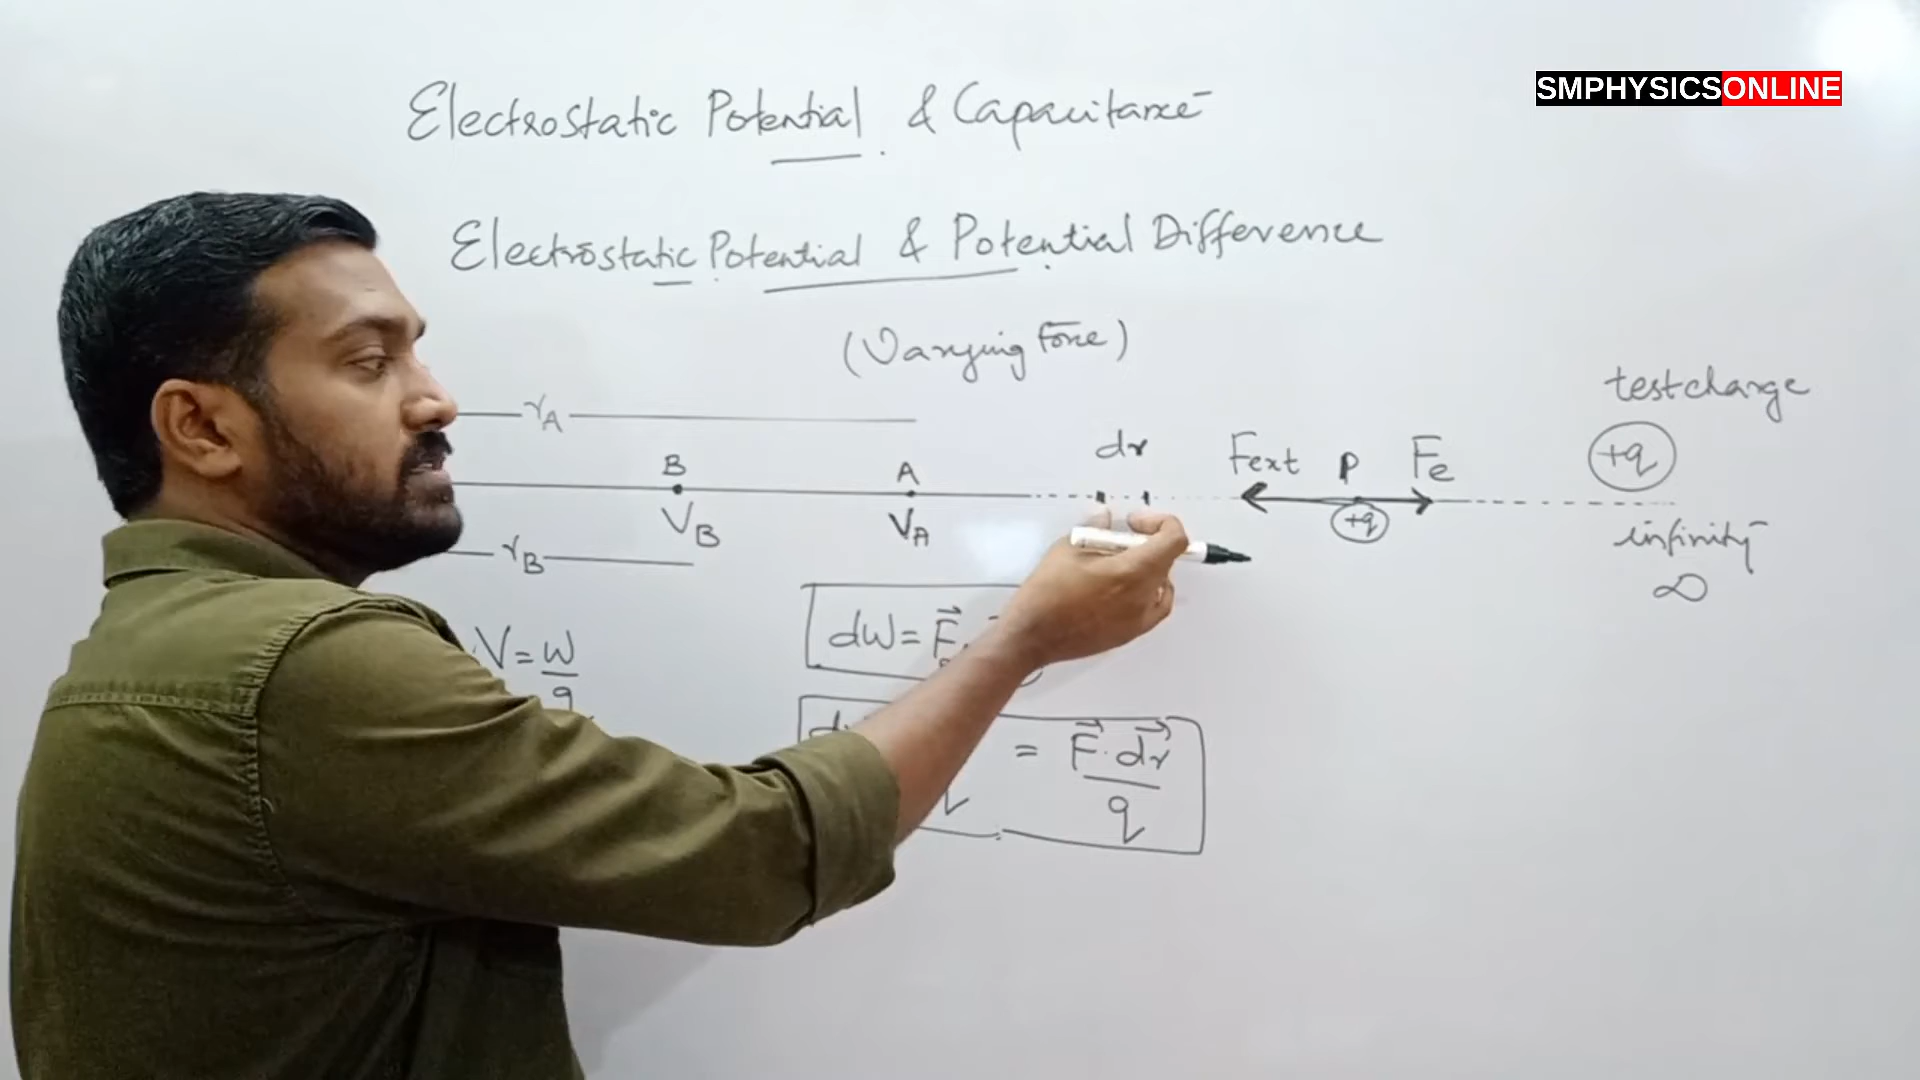 SMPHYSICSONLINE
Electrostatic Potential & Capacitance
Electrostatic Potential & Potential Difference
(Varying Force)
testcharge
+q
rA
dr
Fext P Fe
B A
VB VA
+q
infinity
∞
rB
V = W/q
dW = F⃗.
= F⃗·dr⃗/q